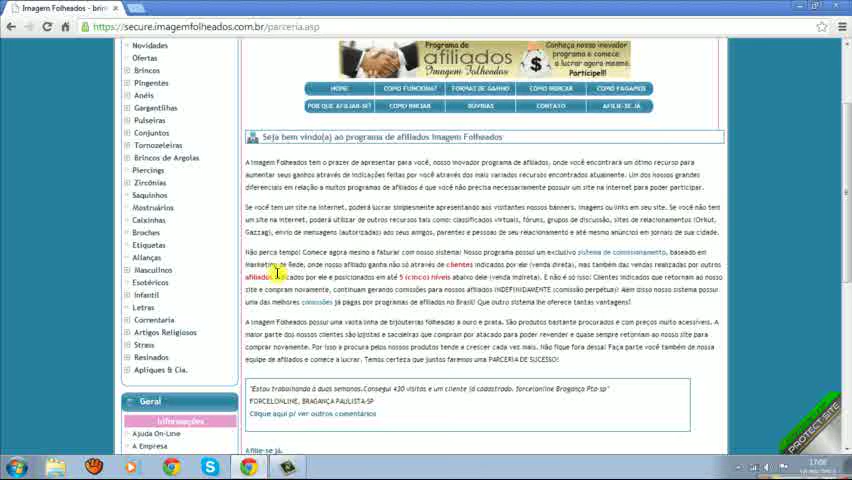 Imagem Folheados - brin
https://secure.imagemfolheados.com.br/parceria.asp
Novidades
Ofertas
Brincos
Pingentes
Anéis
Gargantilhas
Pulseiras
Conjuntos
Tornozeleiras
Brincos de Argolas
Piercings
Zircônias
Saquinhos
Mostruários
Caixinhas
Broches
Etiquetas
Alianças
Masculinos
Esotéricos
Infantil
Letras
Correntaria
Artigos Religiosos
Strass
Resinados
Apliques & Cia.
Geral
Informações
Ajuda On-Line
A Empresa
Programa de
afiliados
Imagem Folheados
Conheça nosso inovador
programa e comece
a lucrar agora mesmo.
Participe!!
HOME COMO FUNCIONA? FORMAS DE GANHO COMO INDICAR COMO PAGAMOS
POR QUE AFILIAR-SE? COMO INICIAR DÚVIDAS CONTATO AFILIE-SE JÁ
Seja bem vindo(a) ao programa de afiliados Imagem Folheados
A Imagem Folheados tem o prazer de apresentar para você, nosso inovador programa de afiliados, onde você encontrará um ótimo recurso para
aumentar seus ganhos através de indicações feitas por você através dos mais variados recursos encontrados atualmente. Um dos nossos grandes
diferenciais em relação a muitos programas de afiliados é que você não precisa necessariamente possuir um site na internet para poder participar.
Se você tem um site na internet, poderá lucrar simplesmente apresentando aos visitantes nossos banners, imagens ou links em seu site. Se você não tem
um site na internet, poderá utilizar de outros recursos tais como: classificados virtuais, fóruns, grupos de discussão, sites de relacionamentos (Orkut,
Gazzag), envio de mensagens (autorizadas) aos seus amigos, parentes e pessoas de seu relacionamento e até mesmo anúncios em jornais de sua cidade.
Não perca tempo! Comece agora mesmo a faturar com nosso sistema! Nosso programa possui um exclusivo sistema de comissionamento, baseado em
Marketing de Rede, onde nosso afiliado ganha não só através de clientes indicados por ele (venda direta), mas também das vendas realizadas por outros
afiliados indicados por ele e posicionados em até 5 (cinco) níveis abaixo dele (venda indireta). E não é só isso: Clientes indicados que retornam ao nosso
site e compram novamente, continuam gerando comissões para nossos afiliados INDEFINIDAMENTE (comissão perpétua)! Além disso nosso sistema possui
uma das melhores comissões já pagas por programas de afiliados no Brasil! Que outro sistema lhe oferece tantas vantagens?
A Imagem Folheados possui uma vasta linha de bijouterias folheadas a ouro e prata. São produtos bastante procurados e com preços muito acessíveis. A
maior parte dos nossos clientes são lojistas e sacoleiras que compram por atacado para poder revender e quase sempre retornam ao nosso site para
comprar novamente. Por isso a procura pelos nossos produtos tende a crescer cada vez mais. Não fique fora dessa! Faça parte você também de nossa
equipe de afiliados e comece a lucrar. Temos certeza que juntos faremos uma PARCERIA DE SUCESSO!
"Estou trabalhando à duas semanas.Consegui 430 visitas e um cliente já cadastrado. forcelonline Bragança Pta-sp"
FORCELONLINE, BRAGANÇA PAULISTA-SP
Clique aqui p/ ver outros comentários
Afilie-se já.
PROTECT SITE